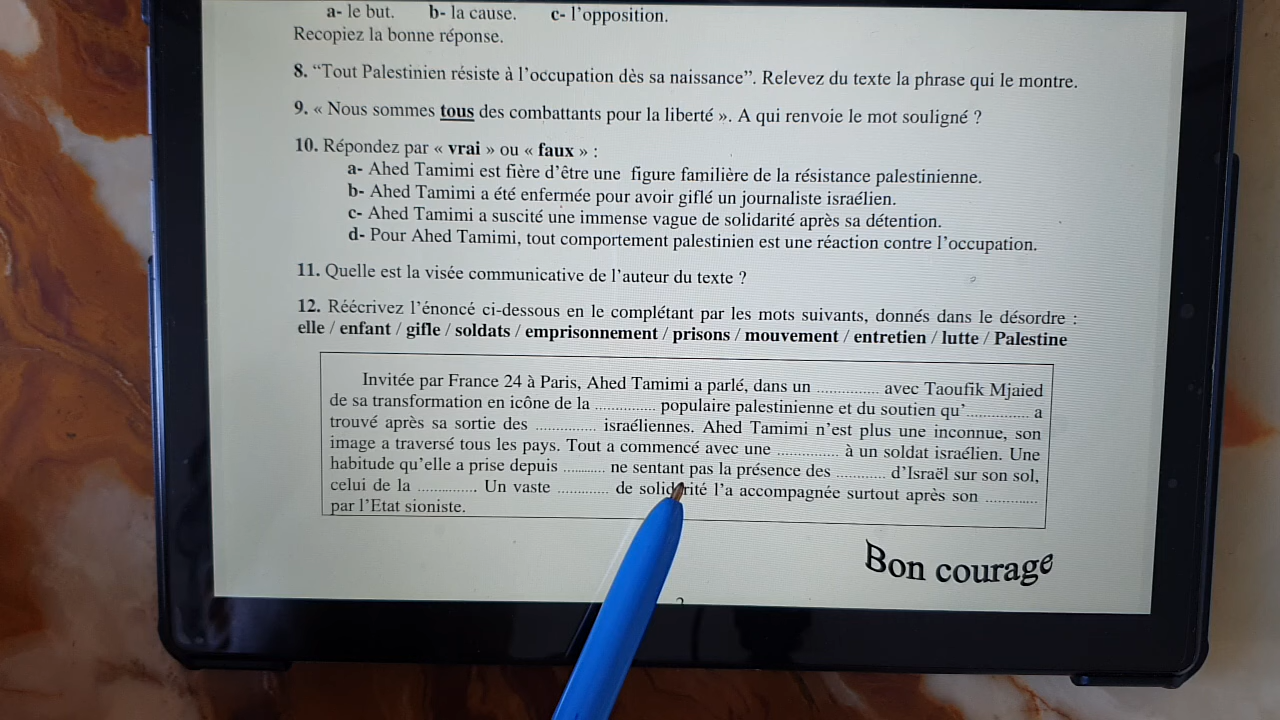 a- le but. b- la cause. c- l’opposition.
Recopiez la bonne réponse.
8. “Tout Palestinien résiste à l’occupation dès sa naissance”. Relevez du texte la phrase qui le montre.
9. « Nous sommes tous des combattants pour la liberté ». A qui renvoie le mot souligné ?
10. Répondez par « vrai » ou « faux » :
a- Ahed Tamimi est fière d’être une figure familière de la résistance palestinienne.
b- Ahed Tamimi a été enfermée pour avoir giflé un journaliste israélien.
c- Ahed Tamimi a suscité une immense vague de solidarité après sa détention.
d- Pour Ahed Tamimi, tout comportement palestinien est une réaction contre l’occupation.
11. Quelle est la visée communicative de l’auteur du texte ?
12. Réécrivez l’énoncé ci-dessous en le complétant par les mots suivants, donnés dans le désordre :
elle / enfant / gifle / soldats / emprisonnement / prisons / mouvement / entretien / lutte / Palestine
Invitée par France 24 à Paris, Ahed Tamimi a parlé, dans un .............. avec Taoufik Mjaied
de sa transformation en icône de la .............. populaire palestinienne et du soutien qu’.............. a
trouvé après sa sortie des .............. israéliennes. Ahed Tamimi n’est plus une inconnue, son
image a traversé tous les pays. Tout a commencé avec une .............. à un soldat israélien. Une
habitude qu’elle a prise depuis ........... ne sentant pas la présence des ............ d’Israël sur son sol,
celui de la .............. Un vaste ............ de solidarité l’a accompagnée surtout après son ............
par l’Etat sioniste.
Bon courage